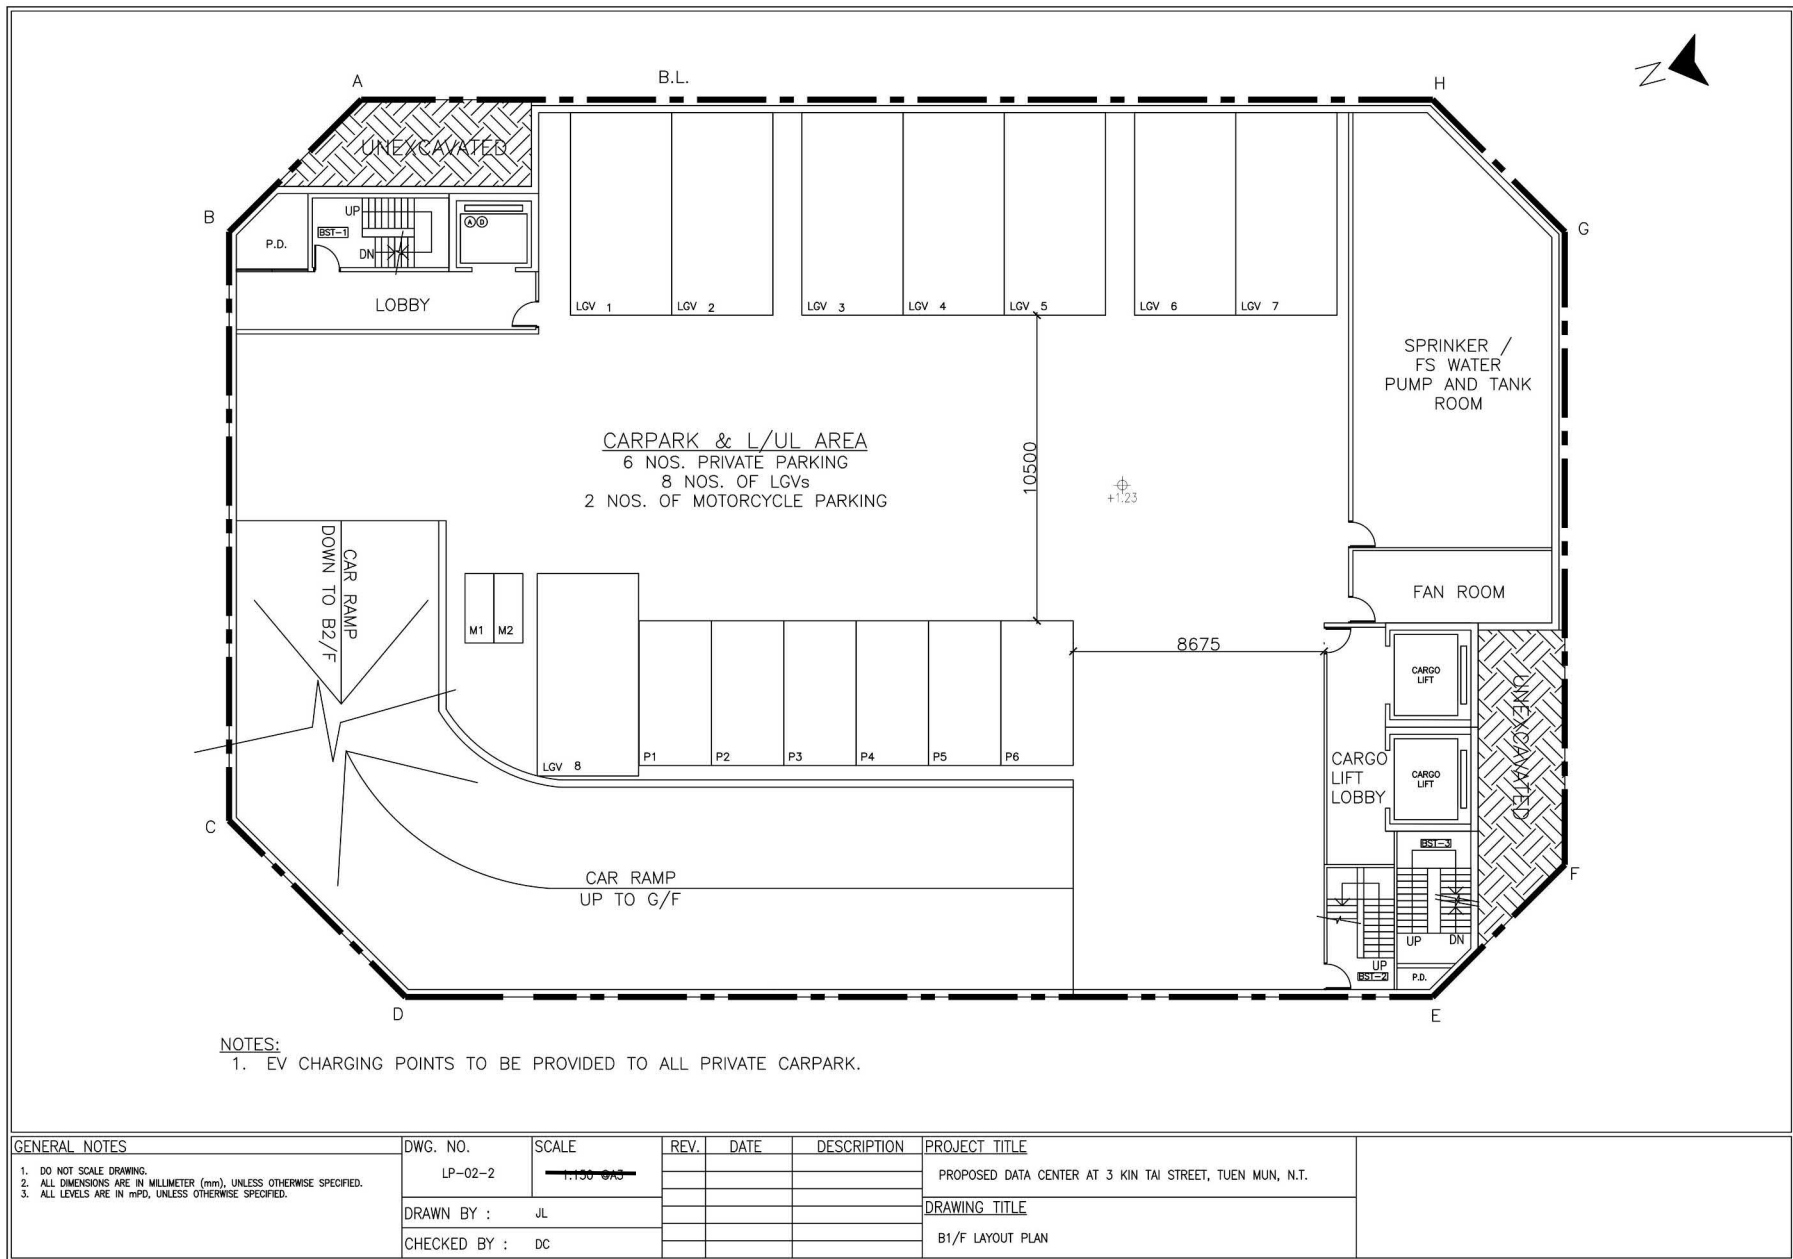 A
B.L.
H
N
UNEXCAVATED
B
G
UP
BST-1
A D
P.D.
DN
LOBBY
LGV 1
LGV 2
LGV 3
LGV 4
LGV 5
LGV 6
LGV 7
SPRINKER /
FS WATER
PUMP AND TANK
ROOM
CARPARK & L/UL AREA
6 NOS. PRIVATE PARKING
8 NOS. OF LGVs
2 NOS. OF MOTORCYCLE PARKING
10500
+1.23
CAR RAMP
DOWN TO B2/F
FAN ROOM
M1
M2
8675
CARGO
LIFT
UNEXCAVATED
LGV 8
P1
P2
P3
P4
P5
P6
CARGO
LIFT
LOBBY
CARGO
LIFT
C
BST-3
F
CAR RAMP
UP TO G/F
UP
DN
UP
BST-2
P.D.
D
E
NOTES:
1. EV CHARGING POINTS TO BE PROVIDED TO ALL PRIVATE CARPARK.
GENERAL NOTES
1. DO NOT SCALE DRAWING.
2. ALL DIMENSIONS ARE IN MILLIMETER (mm), UNLESS OTHERWISE SPECIFIED.
3. ALL LEVELS ARE IN mPD, UNLESS OTHERWISE SPECIFIED.
DWG. NO.
LP-02-2
SCALE
1:150 @A3
DRAWN BY : JL
CHECKED BY : DC
REV. DATE DESCRIPTION
PROJECT TITLE
PROPOSED DATA CENTER AT 3 KIN TAI STREET, TUEN MUN, N.T.
DRAWING TITLE
B1/F LAYOUT PLAN